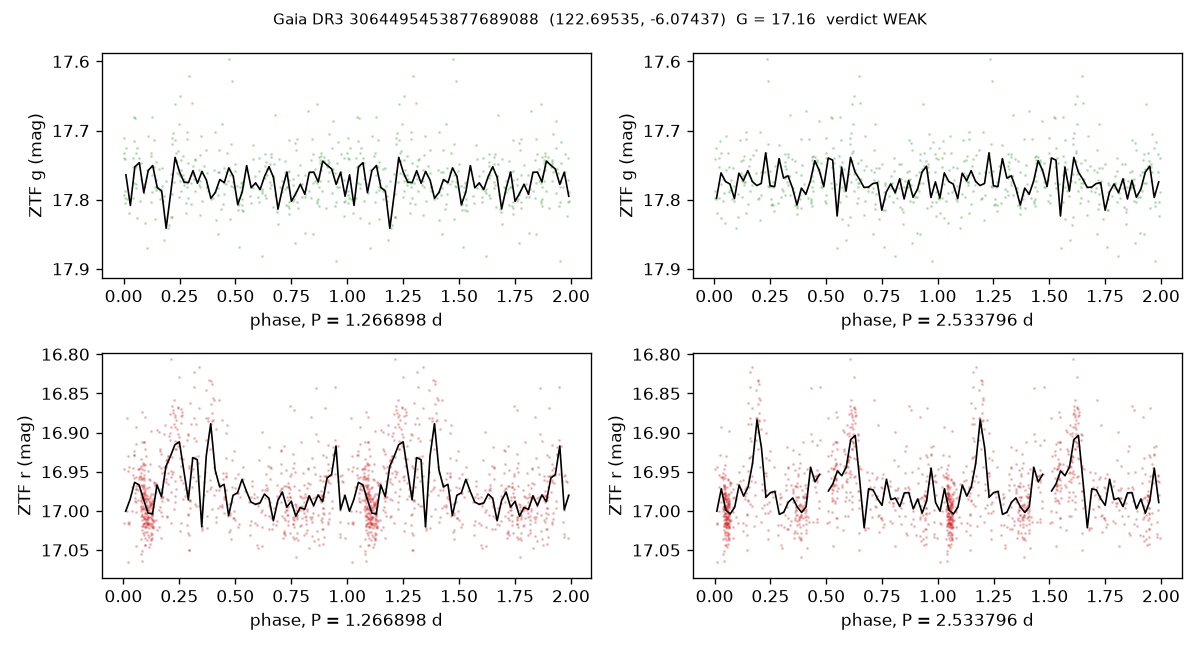 Gaia DR3 3064495453877689088  (122.69535, -6.07437)  G = 17.16  verdict WEAK
ZTF g (mag)
17.6
17.7
17.8
17.9
0.00 0.25 0.50 0.75 1.00 1.25 1.50 1.75 2.00
phase, P = 1.266898 d
ZTF g (mag)
17.6
17.7
17.8
17.9
0.00 0.25 0.50 0.75 1.00 1.25 1.50 1.75 2.00
phase, P = 2.533796 d
ZTF r (mag)
16.80
16.85
16.90
16.95
17.00
17.05
0.00 0.25 0.50 0.75 1.00 1.25 1.50 1.75 2.00
phase, P = 1.266898 d
ZTF r (mag)
16.80
16.85
16.90
16.95
17.00
17.05
0.00 0.25 0.50 0.75 1.00 1.25 1.50 1.75 2.00
phase, P = 2.533796 d